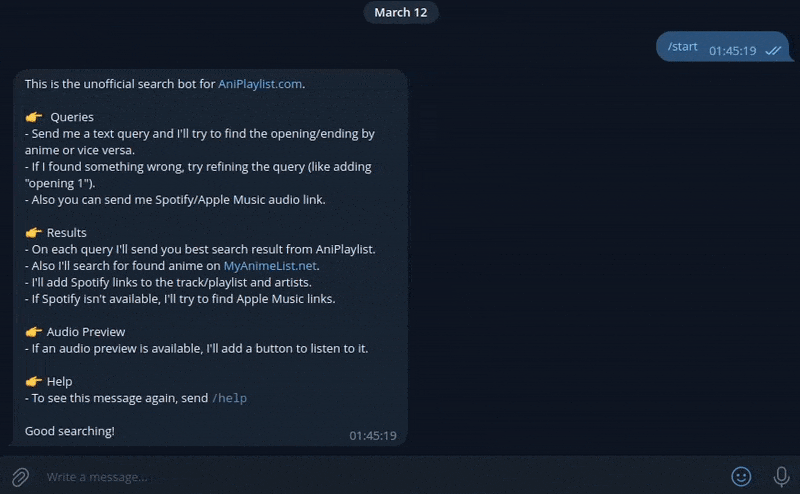 March 12
/start 01:45:19
This is the unofficial search bot for AniPlaylist.com.
👉 Queries
- Send me a text query and I'll try to find the opening/ending by
anime or vice versa.
- If I found something wrong, try refining the query (like adding
"opening 1").
- Also you can send me Spotify/Apple Music audio link.
👉 Results
- On each query I'll send you best search result from AniPlaylist.
- Also I'll search for found anime on MyAnimeList.net.
- I'll add Spotify links to the track/playlist and artists.
- If Spotify isn't available, I'll try to find Apple Music links.
👉 Audio Preview
- If an audio preview is available, I'll add a button to listen to it.
👉 Help
- To see this message again, send /help
Good searching!
01:45:19
Write a message...